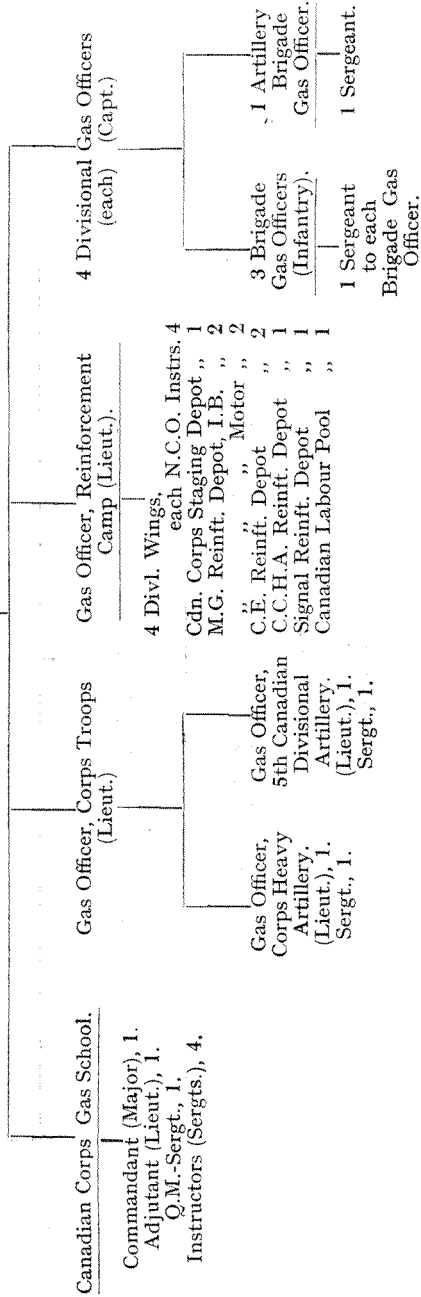 Canadian Corps Gas School.
Commandant (Major), 1.
Adjutant (Lieut.), 1.
Q.M.-Sergt., 1.
Instructors (Sergts.), 4.
Gas Officer, Corps Troops
(Lieut.)
Gas Officer,
Corps Heavy
Artillery.
(Lieut.), 1.
Sergt., 1.
Gas Officer,
5th Canadian
Divisional
Artillery.
(Lieut.), 1.
Sergt., 1.
Gas Officer, Reinforcement
Camp (Lieut.).
4 Divl. Wings,
each N.C.O. Instrs. 4
Cdn. Corps Staging Depot ,, 1
M.G. Reinft. Depot, I.B. ,, 2
,, ,, Motor ,, 2
C.E. Reinft. Depot ,, 2
C.C.H.A. Reinft. Depot ,, 1
Signal Reinft. Depot ,, 1
Canadian Labour Pool ,, 1
4 Divisional Gas Officers
(each) (Capt.)
3 Brigade
Gas Officers
(Infantry).
1 Sergeant
to each
Brigade Gas
Officer.
1 Artillery
Brigade
Gas Officer.
1 Sergeant.